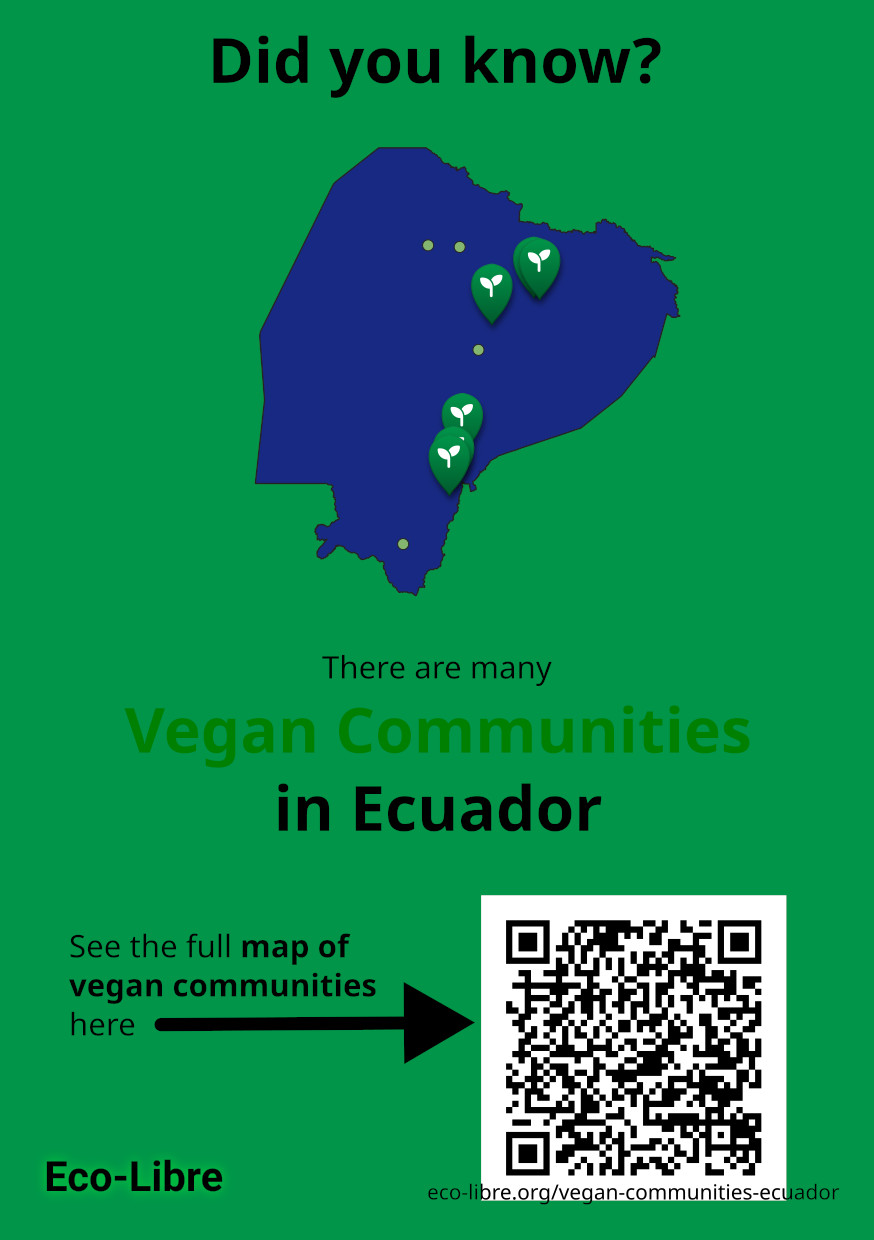 Did you know?
There are many
Vegan Communities
in Ecuador
See the full map of
vegan communities
here
Eco-Libre
eco-libre.org/vegan-communities-ecuador